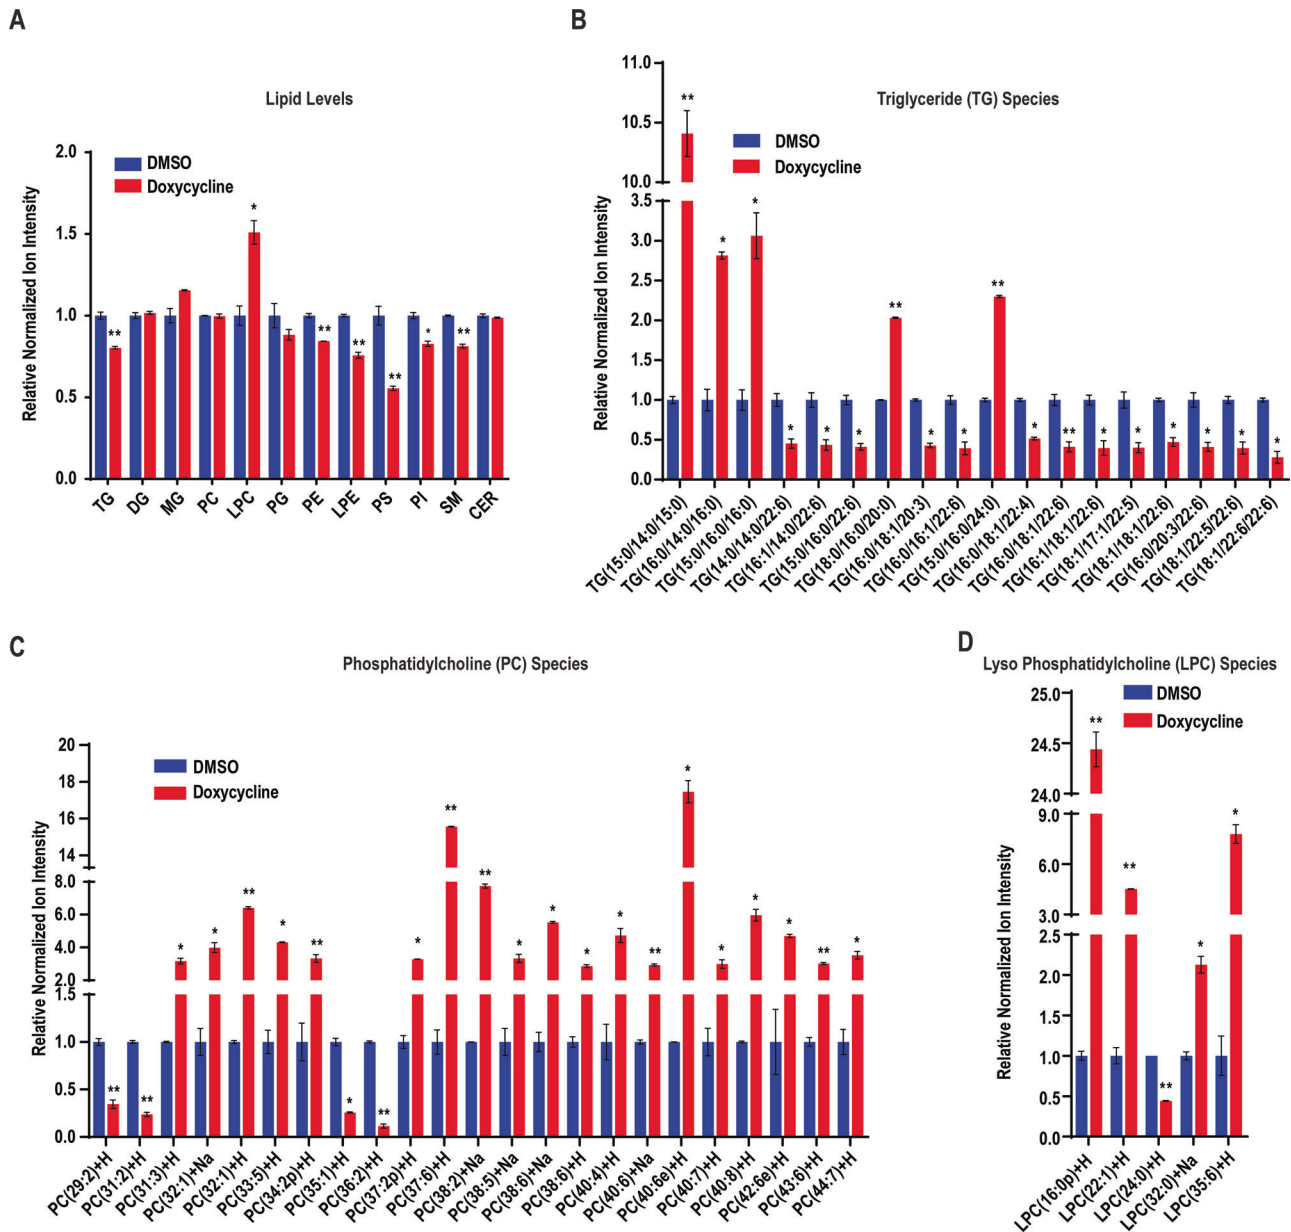 A
Lipid Levels
Relative Normalized Ion Intensity
2.0
1.5
1.0
0.5
0.0
DMSO
Doxycycline
**
*
**
**
**
*
**
TG
DG
MG
PC
LPC
PG
PE
LPE
PS
PI
SM
CER
B
Triglyceride (TG) Species
Relative Normalized Ion Intensity
11.0
10.5
10.0
3.5
3.0
2.5
2.0
1.5
1.0
0.5
0.0
DMSO
Doxycycline
**
*
*
*
*
*
**
*
*
**
*
**
*
*
*
*
*
*
TG(15:0/14:0/15:0)
TG(16:0/14:0/16:0)
TG(15:0/16:0/16:0)
TG(14:0/14:0/22:6)
TG(16:1/14:0/22:6)
TG(15:0/16:0/22:6)
TG(18:0/16:0/20:0)
TG(16:0/18:1/20:3)
TG(16:0/16:1/22:6)
TG(15:0/16:0/24:0)
TG(16:0/18:1/22:4)
TG(16:0/18:1/22:6)
TG(16:1/18:1/22:6)
TG(18:1/17:1/22:5)
TG(18:1/18:1/22:6)
TG(16:0/20:3/22:6)
TG(18:1/22:5/22:6)
TG(18:1/22:6/22:6)
C
Phosphatidylcholine (PC) Species
Relative Normalized Ion Intensity
20
18
16
14
8.0
6.0
4.0
2.0
1.5
1.0
0.5
0.0
DMSO
Doxycycline
**
**
*
*
**
*
**
*
**
*
**
**
*
*
*
*
**
*
*
*
*
**
*
PC(29:2)+H
PC(31:2)+H
PC(31:3)+H
PC(32:1)+Na
PC(32:1)+H
PC(33:5)+H
PC(34:2p)+H
PC(35:1)+H
PC(36:2)+H
PC(37:2p)+H
PC(37:6)+H
PC(38:2)+Na
PC(38:5)+Na
PC(38:6)+Na
PC(38:6)+H
PC(40:4)+H
PC(40:6)+Na
PC(40:8e)+H
PC(40:7)+H
PC(40:8)+H
PC(42:6e)+H
PC(43:6)+H
PC(44:7)+H
D
Lyso Phosphatidylcholine (LPC) Species
Relative Normalized Ion Intensity
25.0
24.5
24.0
9.0
6.0
3.0
2.5
2.0
1.5
1.0
0.5
0.0
DMSO
Doxycycline
**
**
**
*
*
LPC(16:0p)+H
LPC(22:1)+H
LPC(24:0)+H
LPC(32:0)+Na
LPC(35:6)+H